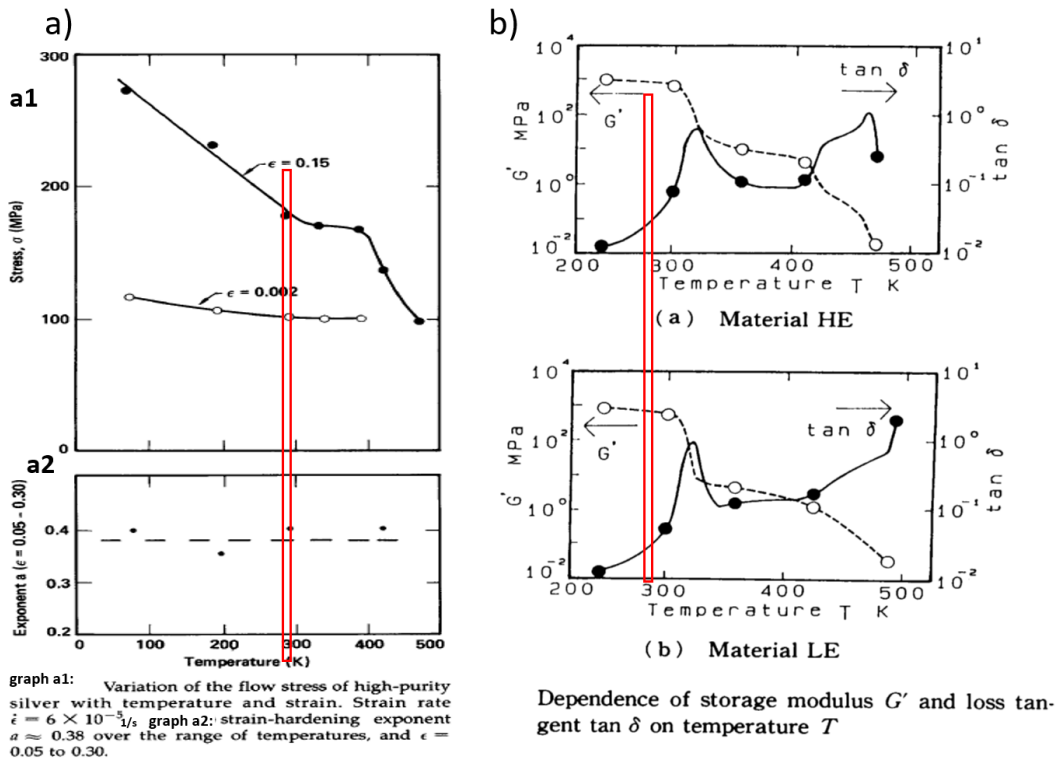 a)
a1
300
200
100
0
Stress, σ (MPa)
ϵ = 0.15
ϵ = 0.002
a2
Exponent a (ϵ = 0.05 - 0.30)
0.4
0.3
0.2
0 100 200 300 400 500
Temperature (K)
graph a1: Variation of the flow stress of high-purity
silver with temperature and strain. Strain rate
ϵ̇ = 6 × 10⁻⁵ 1/s graph a2: strain-hardening exponent
a ≈ 0.38 over the range of temperatures, and ϵ =
0.05 to 0.30.
b)
10⁴
10²
10⁰
10⁻²
G' MPa
G'
tan δ
10¹
10⁰
10⁻¹
10⁻²
tan δ
200 300 400 500
Temperature T K
(a) Material HE
10⁴
10²
10⁰
10⁻²
G' MPa
G'
tan δ
10¹
10⁰
10⁻¹
10⁻²
tan δ
200 300 400 500
Temperature T K
(b) Material LE
Dependence of storage modulus G' and loss tan-
gent tan δ on temperature T